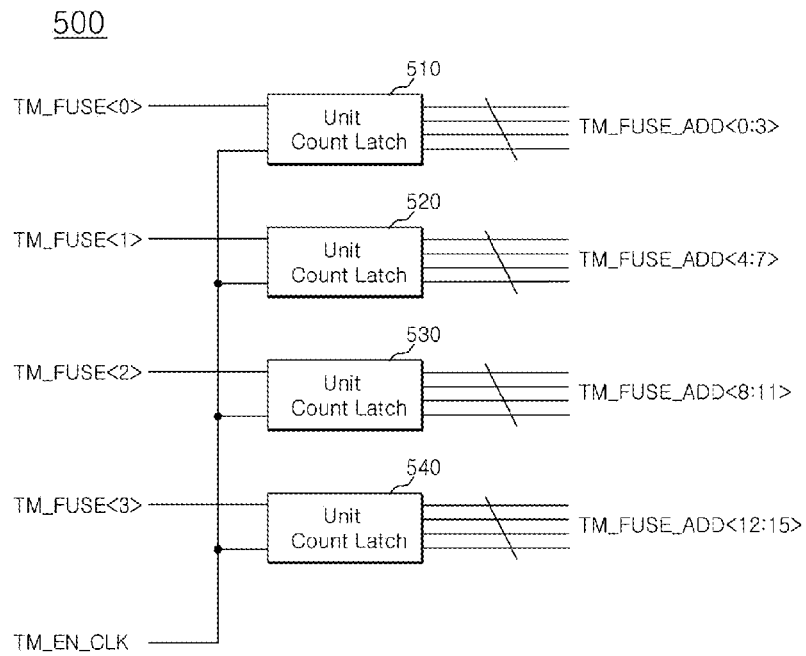 500
510
TM_FUSE<0>
Unit
Count Latch
TM_FUSE_ADD<0:3>
520
TM_FUSE<1>
Unit
Count Latch
TM_FUSE_ADD<4:7>
530
TM_FUSE<2>
Unit
Count Latch
TM_FUSE_ADD<8:11>
540
TM_FUSE<3>
Unit
Count Latch
TM_FUSE_ADD<12:15>
TM_EN_CLK